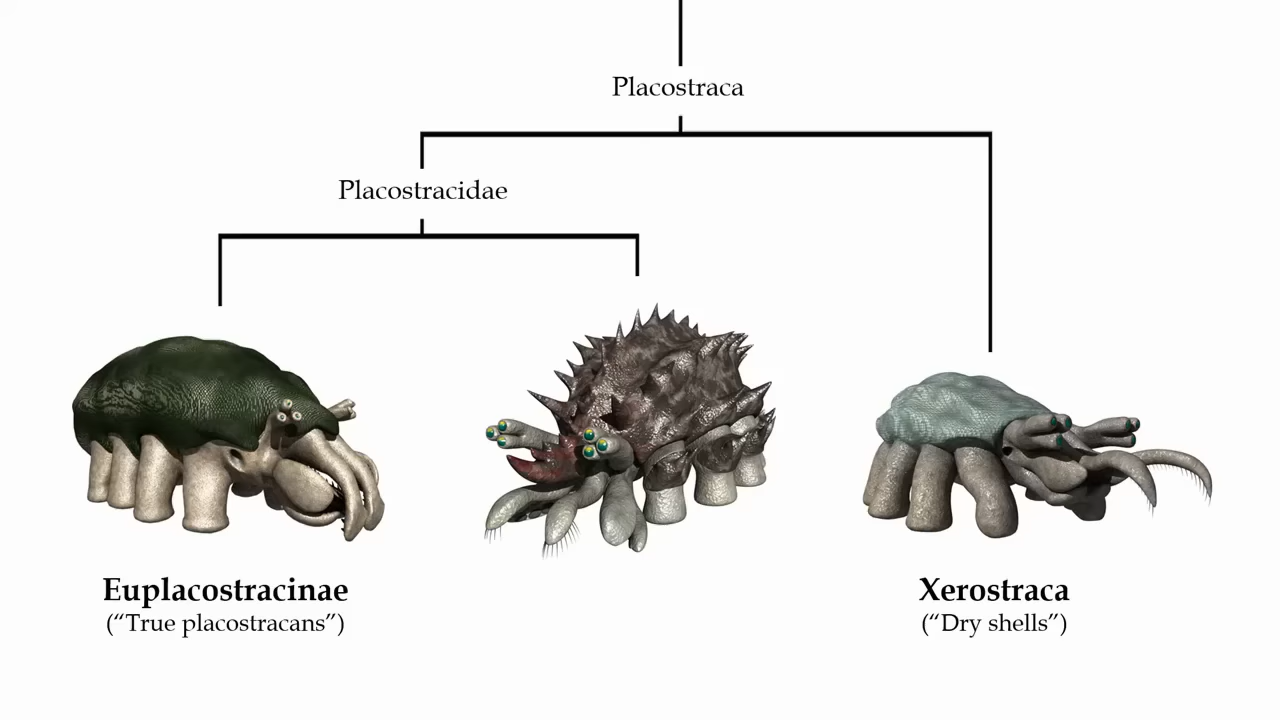 Placostraca
Placostracidae
Euplacostracinae
(“True placostracans”)
Xerostraca
(“Dry shells”)